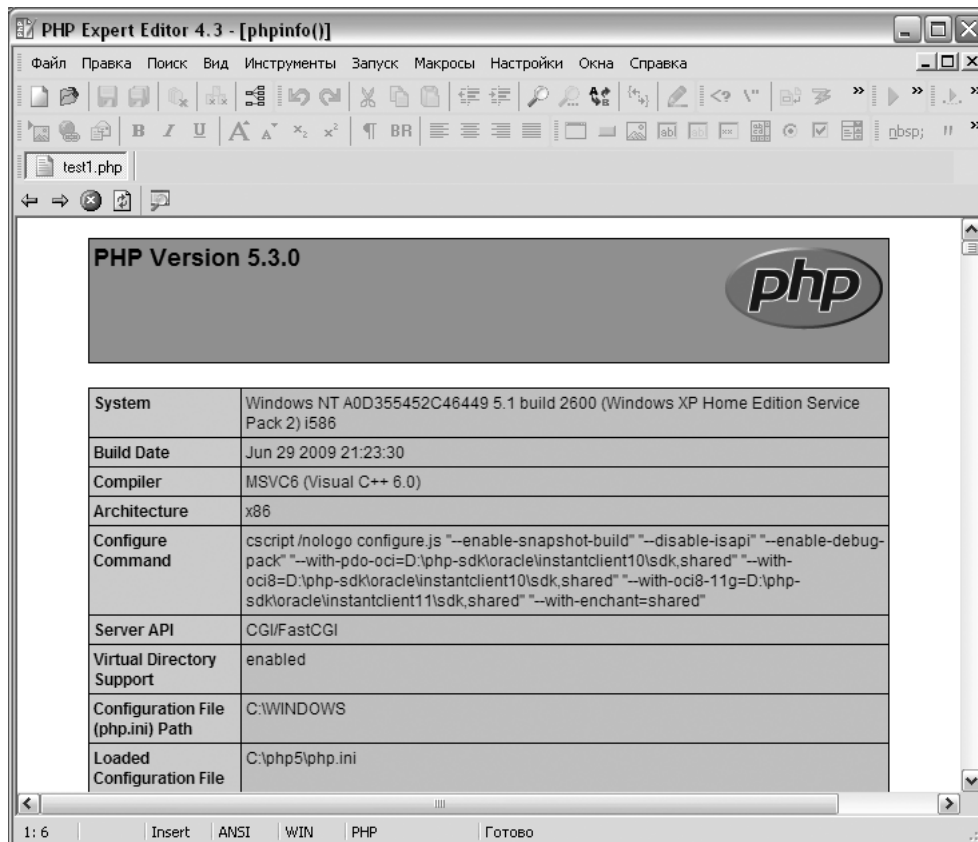 PHP Expert Editor 4.3 - [phpinfo()]
Файл Правка Поиск Вид Инструменты Запуск Макросы Настройки Окна Справка
B I U A A x₂ x² ¶ BR nbsp; "
test1.php
PHP Version 5.3.0
php
System
Windows NT A0D355452C46449 5.1 build 2600 (Windows XP Home Edition Service
Pack 2) i586
Build Date
Jun 29 2009 21:23:30
Compiler
MSVC6 (Visual C++ 6.0)
Architecture
x86
Configure
Command
cscript /nologo configure.js "--enable-snapshot-build" "--disable-isapi" "--enable-debug-
pack" "--with-pdo-oci=D:\php-sdk\oracle\instantclient10\sdk,shared" "--with-
oci8=D:\php-sdk\oracle\instantclient10\sdk,shared" "--with-oci8-11g=D:\php-
sdk\oracle\instantclient11\sdk,shared" "--with-enchant=shared"
Server API
CGI/FastCGI
Virtual Directory
Support
enabled
Configuration File
(php.ini) Path
C:\WINDOWS
Loaded
Configuration File
C:\php5\php.ini
1: 6 Insert ANSI WIN PHP Готово